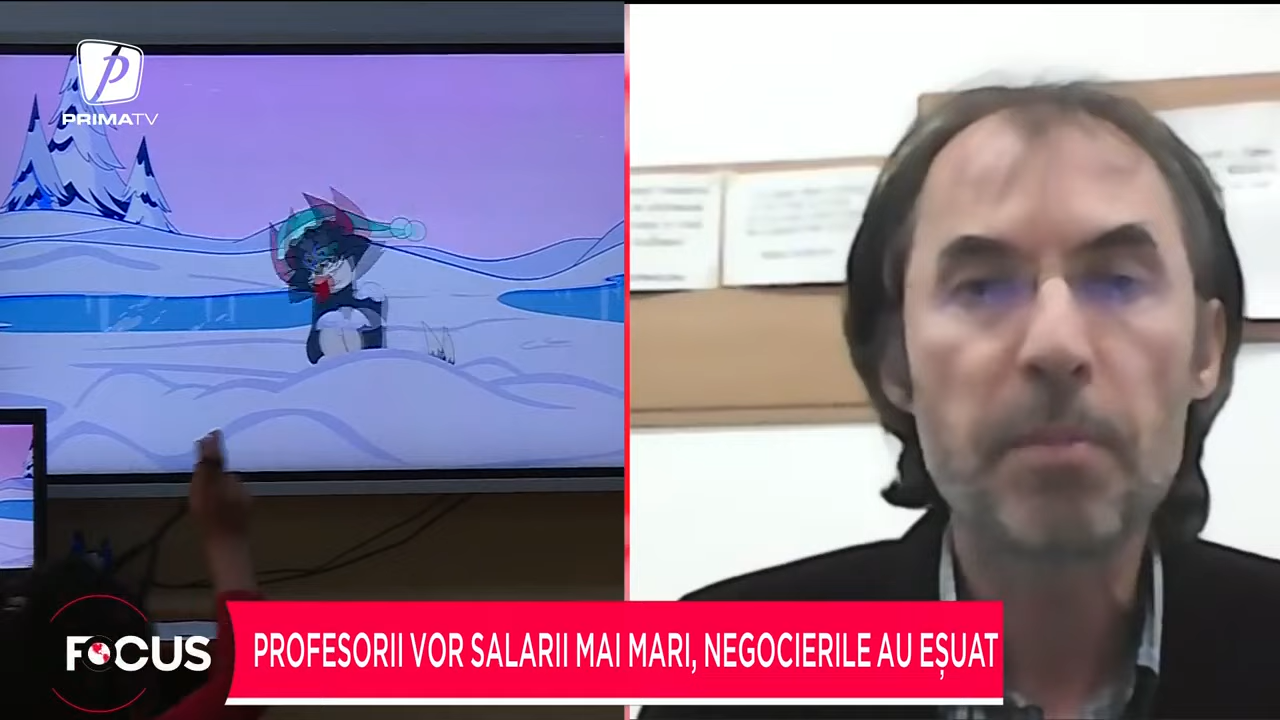 PRIMATV
FOCUS
PROFESORII VOR SALARII MAI MARI, NEGOCIERILE AU EȘUAT